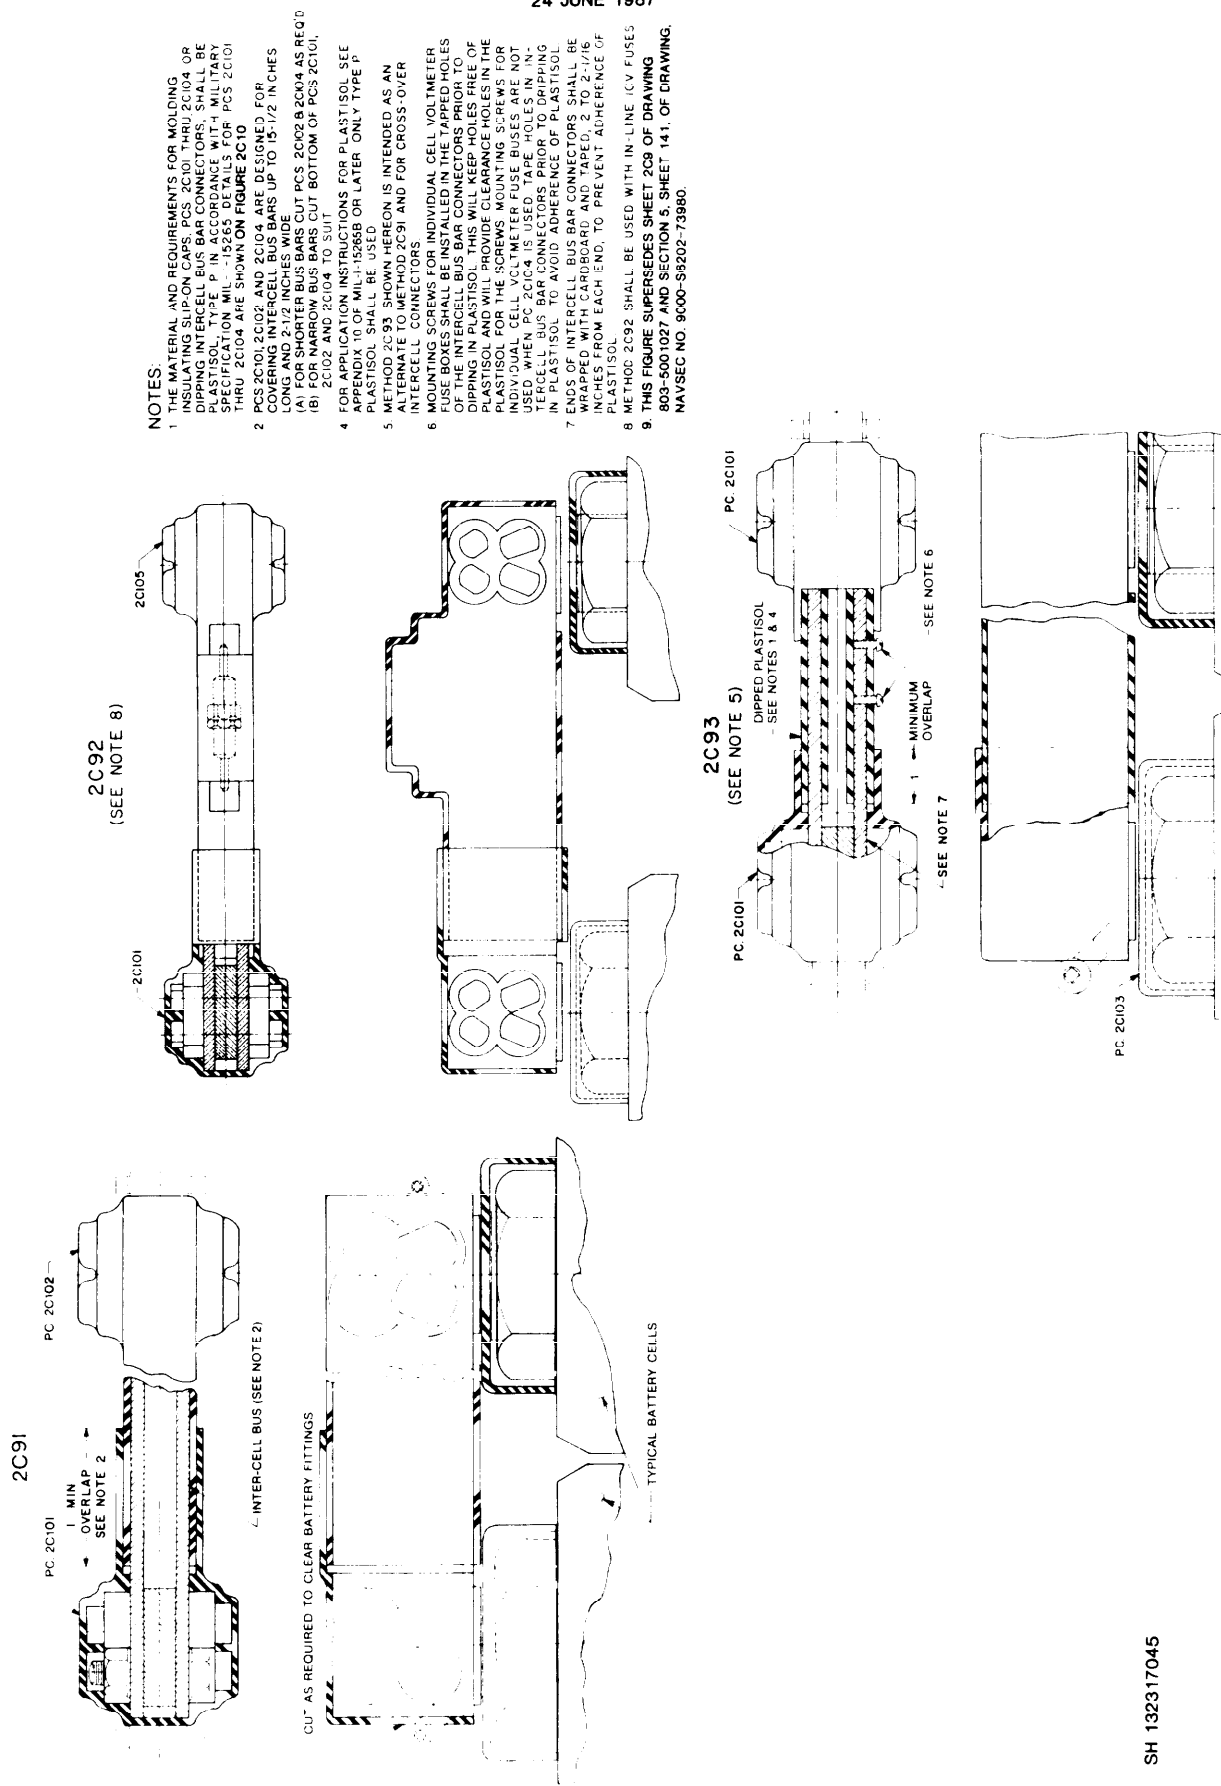 24 JUNE 1987
NOTES:
1 THE MATERIAL AND REQUIREMENTS FOR MOLDING
INSULATING SLIP-ON CAPS, PCS 2C101 THRU 2C104 OR
DIPPING INTERCELL BUS BAR CONNECTORS, SHALL BE
PLASTISOL, TYPE P IN ACCORDANCE WITH MILITARY
SPECIFICATION MIL-I-15265 DETAILS FOR PCS 2C101
THRU 2C104 ARE SHOWN ON FIGURE 2C10
2 PCS 2C101, 2C102 AND 2C104 ARE DESIGNED FOR
COVERING INTERCELL BUS BARS UP TO 15-1/2 INCHES
LONG AND 2-1/2 INCHES WIDE
(A) FOR SHORTER BUS BARS CUT PCS 2C102 & 2C104 AS REQ'D
(B) FOR NARROW BUS BARS CUT BOTTOM OF PCS 2C101,
2C102 AND 2C104 TO SUIT
4 FOR APPLICATION INSTRUCTIONS FOR PLASTISOL SEE
APPENDIX 10 OF MIL-I-15265B OR LATER ONLY TYPE P
PLASTISOL SHALL BE USED
5 METHOD 2C93 SHOWN HEREON IS INTENDED AS AN
ALTERNATE TO METHOD 2C91 AND FOR CROSS-OVER
INTERCELL CONNECTORS.
6 MOUNTING SCREWS FOR INDIVIDUAL CELL VOLTMETER
FUSE BOXES SHALL BE INSTALLED IN THE TAPPED HOLES
OF THE INTERCELL BUS BAR CONNECTORS PRIOR TO
DIPPING IN PLASTISOL THIS WILL KEEP HOLES FREE OF
PLASTISOL AND WILL PROVIDE CLEARANCE HOLES IN THE
PLASTISOL FOR THE SCREWS MOUNTING SCREWS FOR
INDIVIDUAL CELL VOLTMETER FUSE BUSES ARE NOT
USED WHEN PC 2C104 IS USED, TAPE HOLES IN IN-
TERCELL BUS BAR CONNECTORS PRIOR TO DRIPPING
IN PLASTISOL TO AVOID ADHERENCE OF PLASTISOL
7 ENDS OF INTERCELL BUS BAR CONNECTORS SHALL BE
WRAPPED WITH CARDBOARD AND TAPED, 2 TO 2-1/16
INCHES FROM EACH END, TO PREVENT ADHERENCE OF
PLASTISOL
8 METHOD 2C92 SHALL BE USED WITH IN-LINE ICV FUSES
9. THIS FIGURE SUPERSEDES SHEET 2C9 OF DRAWING
803-5001027 AND SECTION 5, SHEET 141, OF DRAWING,
NAVSEC NO. 9000-S6202-73980.
2C92
(SEE NOTE 8)
2C101
2C105
2C93
(SEE NOTE 5)
PC. 2C101
DIPPED PLASTISOL
- SEE NOTES 1 & 4
PC. 2C101
1 MINIMUM
OVERLAP
SEE NOTE 7
SEE NOTE 6
PC. 2C103
2C91
PC. 2C101
1 MIN
OVERLAP
SEE NOTE 2
PC 2C102
INTER-CELL BUS (SEE NOTE 2)
CUT AS REQUIRED TO CLEAR BATTERY FITTINGS
TYPICAL BATTERY CELLS
SH 132317045